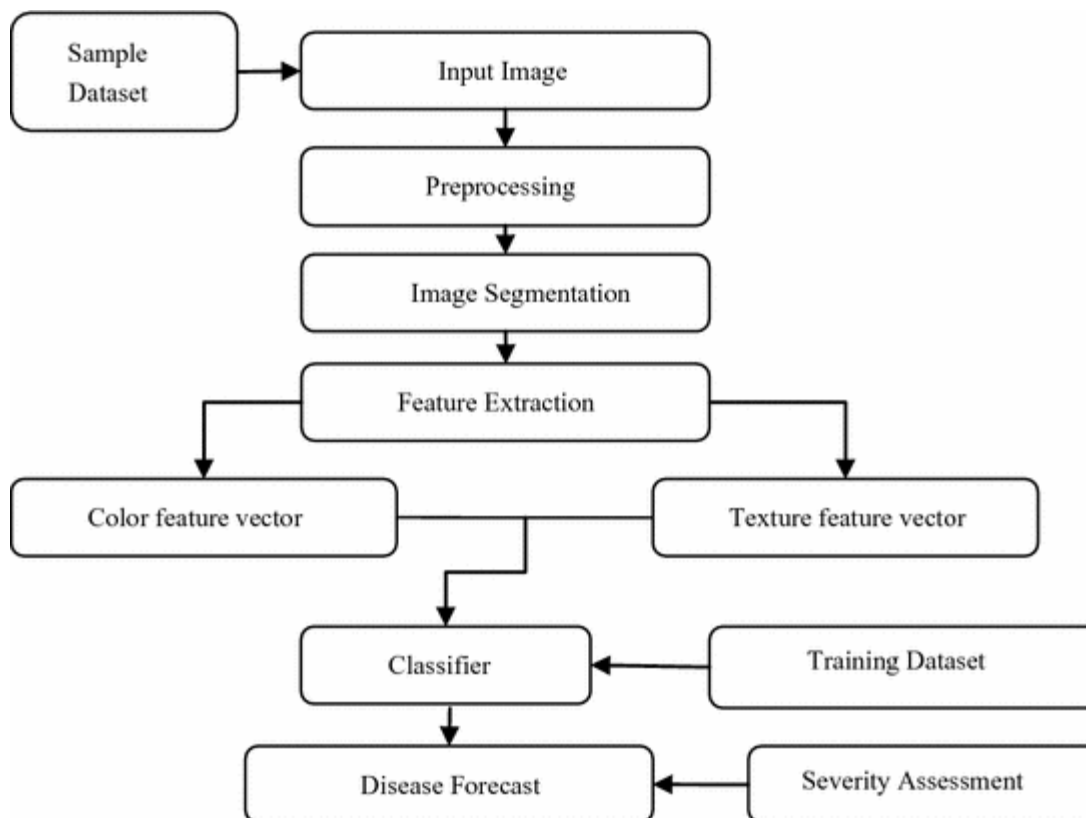 Sample
Dataset
Input Image
Preprocessing
Image Segmentation
Feature Extraction
Color feature vector
Texture feature vector
Classifier
Training Dataset
Disease Forecast
Severity Assessment